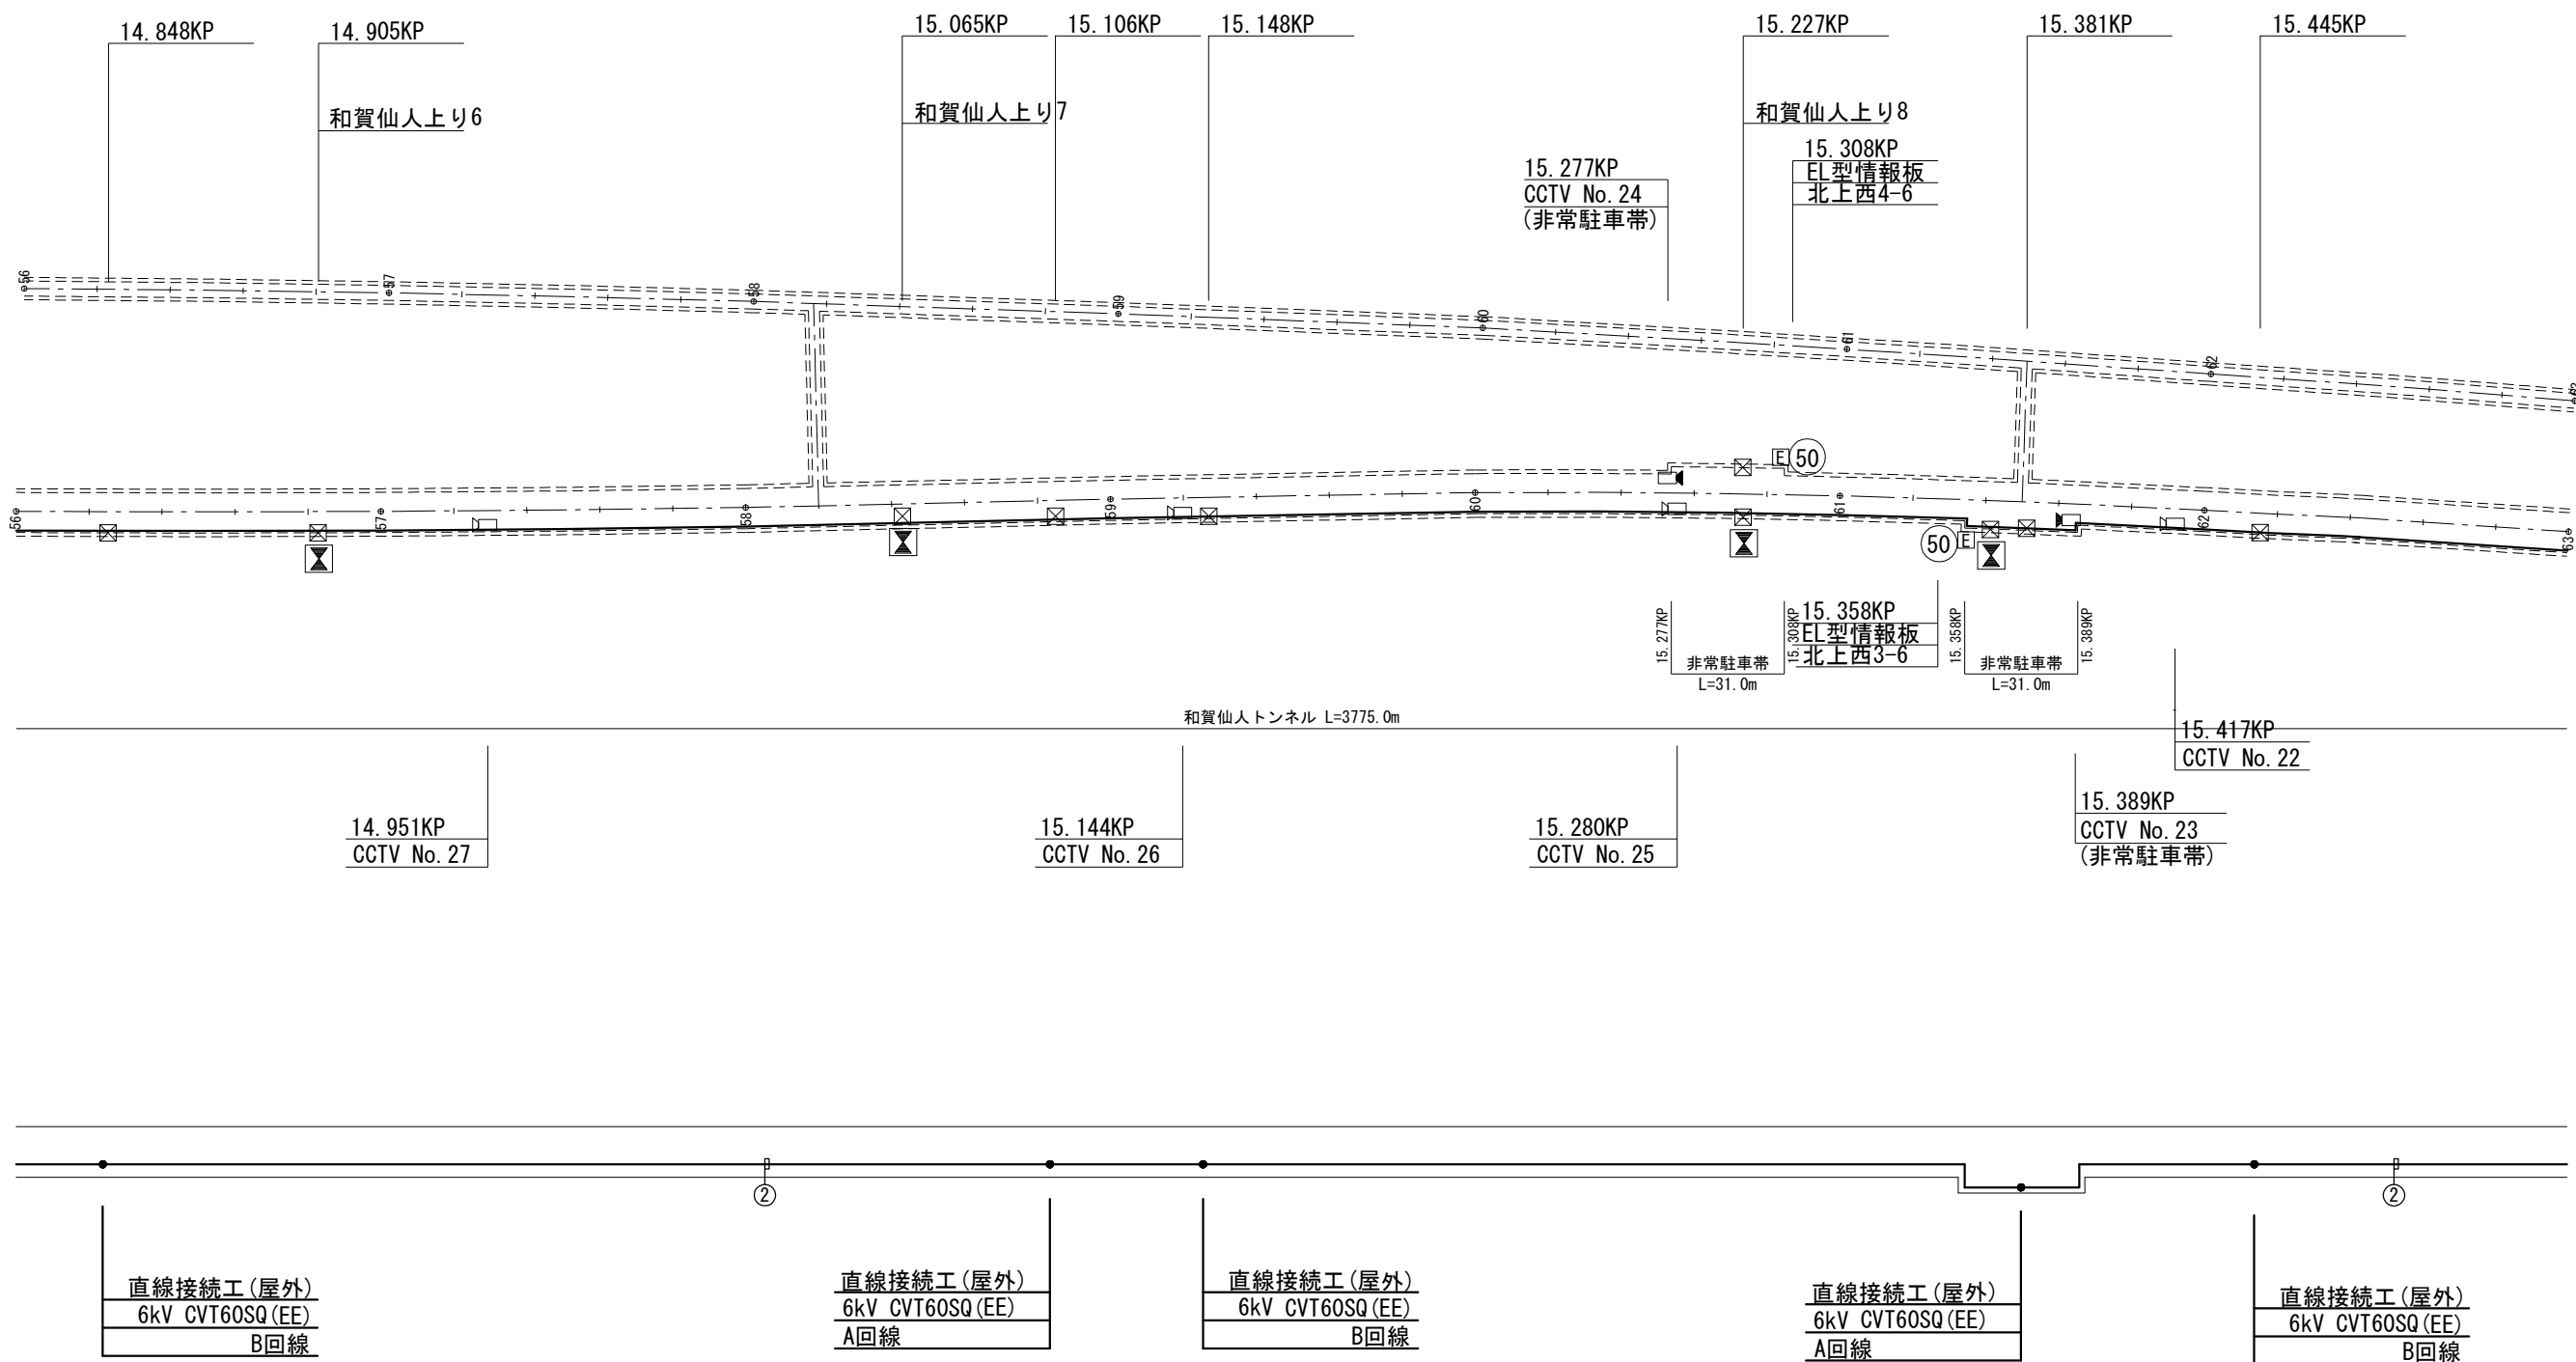 14.848KP
14.905KP
和賀仙人上り6
15.065KP
和賀仙人上り7
15.106KP
15.148KP
15.227KP
和賀仙人上り8
15.381KP
15.445KP
15.277KP
CCTV No.24
(非常駐車帯)
15.308KP
EL型情報板
北上西4-6
56
57
58
59
60
61
62
E
50
56
57
58
59
60
61
62
63
50
E
15.277KP
非常駐車帯
L=31.0m
15.308KP
15.358KP
EL型情報板
北上西3-6
15.358KP
非常駐車帯
L=31.0m
15.389KP
和賀仙人トンネル L=3775.0m
15.417KP
CCTV No.22
14.951KP
CCTV No.27
15.144KP
CCTV No.26
15.280KP
CCTV No.25
15.389KP
CCTV No.23
(非常駐車帯)
2
2
直線接続工(屋外)
6kV CVT60SQ(EE)
B回線
直線接続工(屋外)
6kV CVT60SQ(EE)
A回線
直線接続工(屋外)
6kV CVT60SQ(EE)
B回線
直線接続工(屋外)
6kV CVT60SQ(EE)
A回線
直線接続工(屋外)
6kV CVT60SQ(EE)
B回線